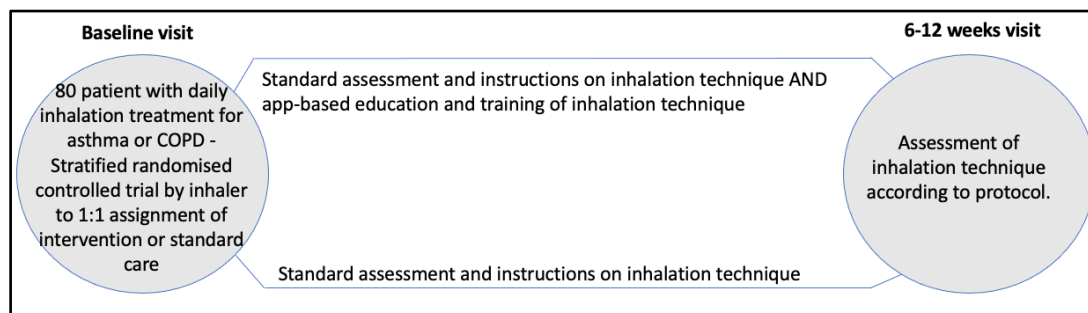 Baseline visit
80 patient with daily
inhalation treatment for
asthma or COPD -
Stratified randomised
controlled trial by inhaler
to 1:1 assignment of
intervention or standard
care
Standard assessment and instructions on inhalation technique AND
app-based education and training of inhalation technique
Standard assessment and instructions on inhalation technique
6-12 weeks visit
Assessment of
inhalation technique
according to protocol.